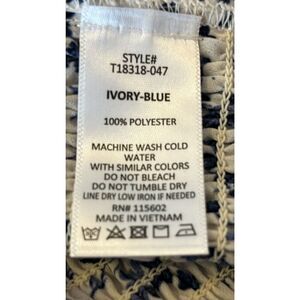 STYLE#
T18318-047
IVORY-BLUE
100% POLYESTER
MACHINE WASH COLD
WATER
WITH SIMILAR COLORS
DO NOT BLEACH
DO NOT TUMBLE DRY
LINE DRY LOW IRON IF NEEDED
RN# 115602
MADE IN VIETNAM